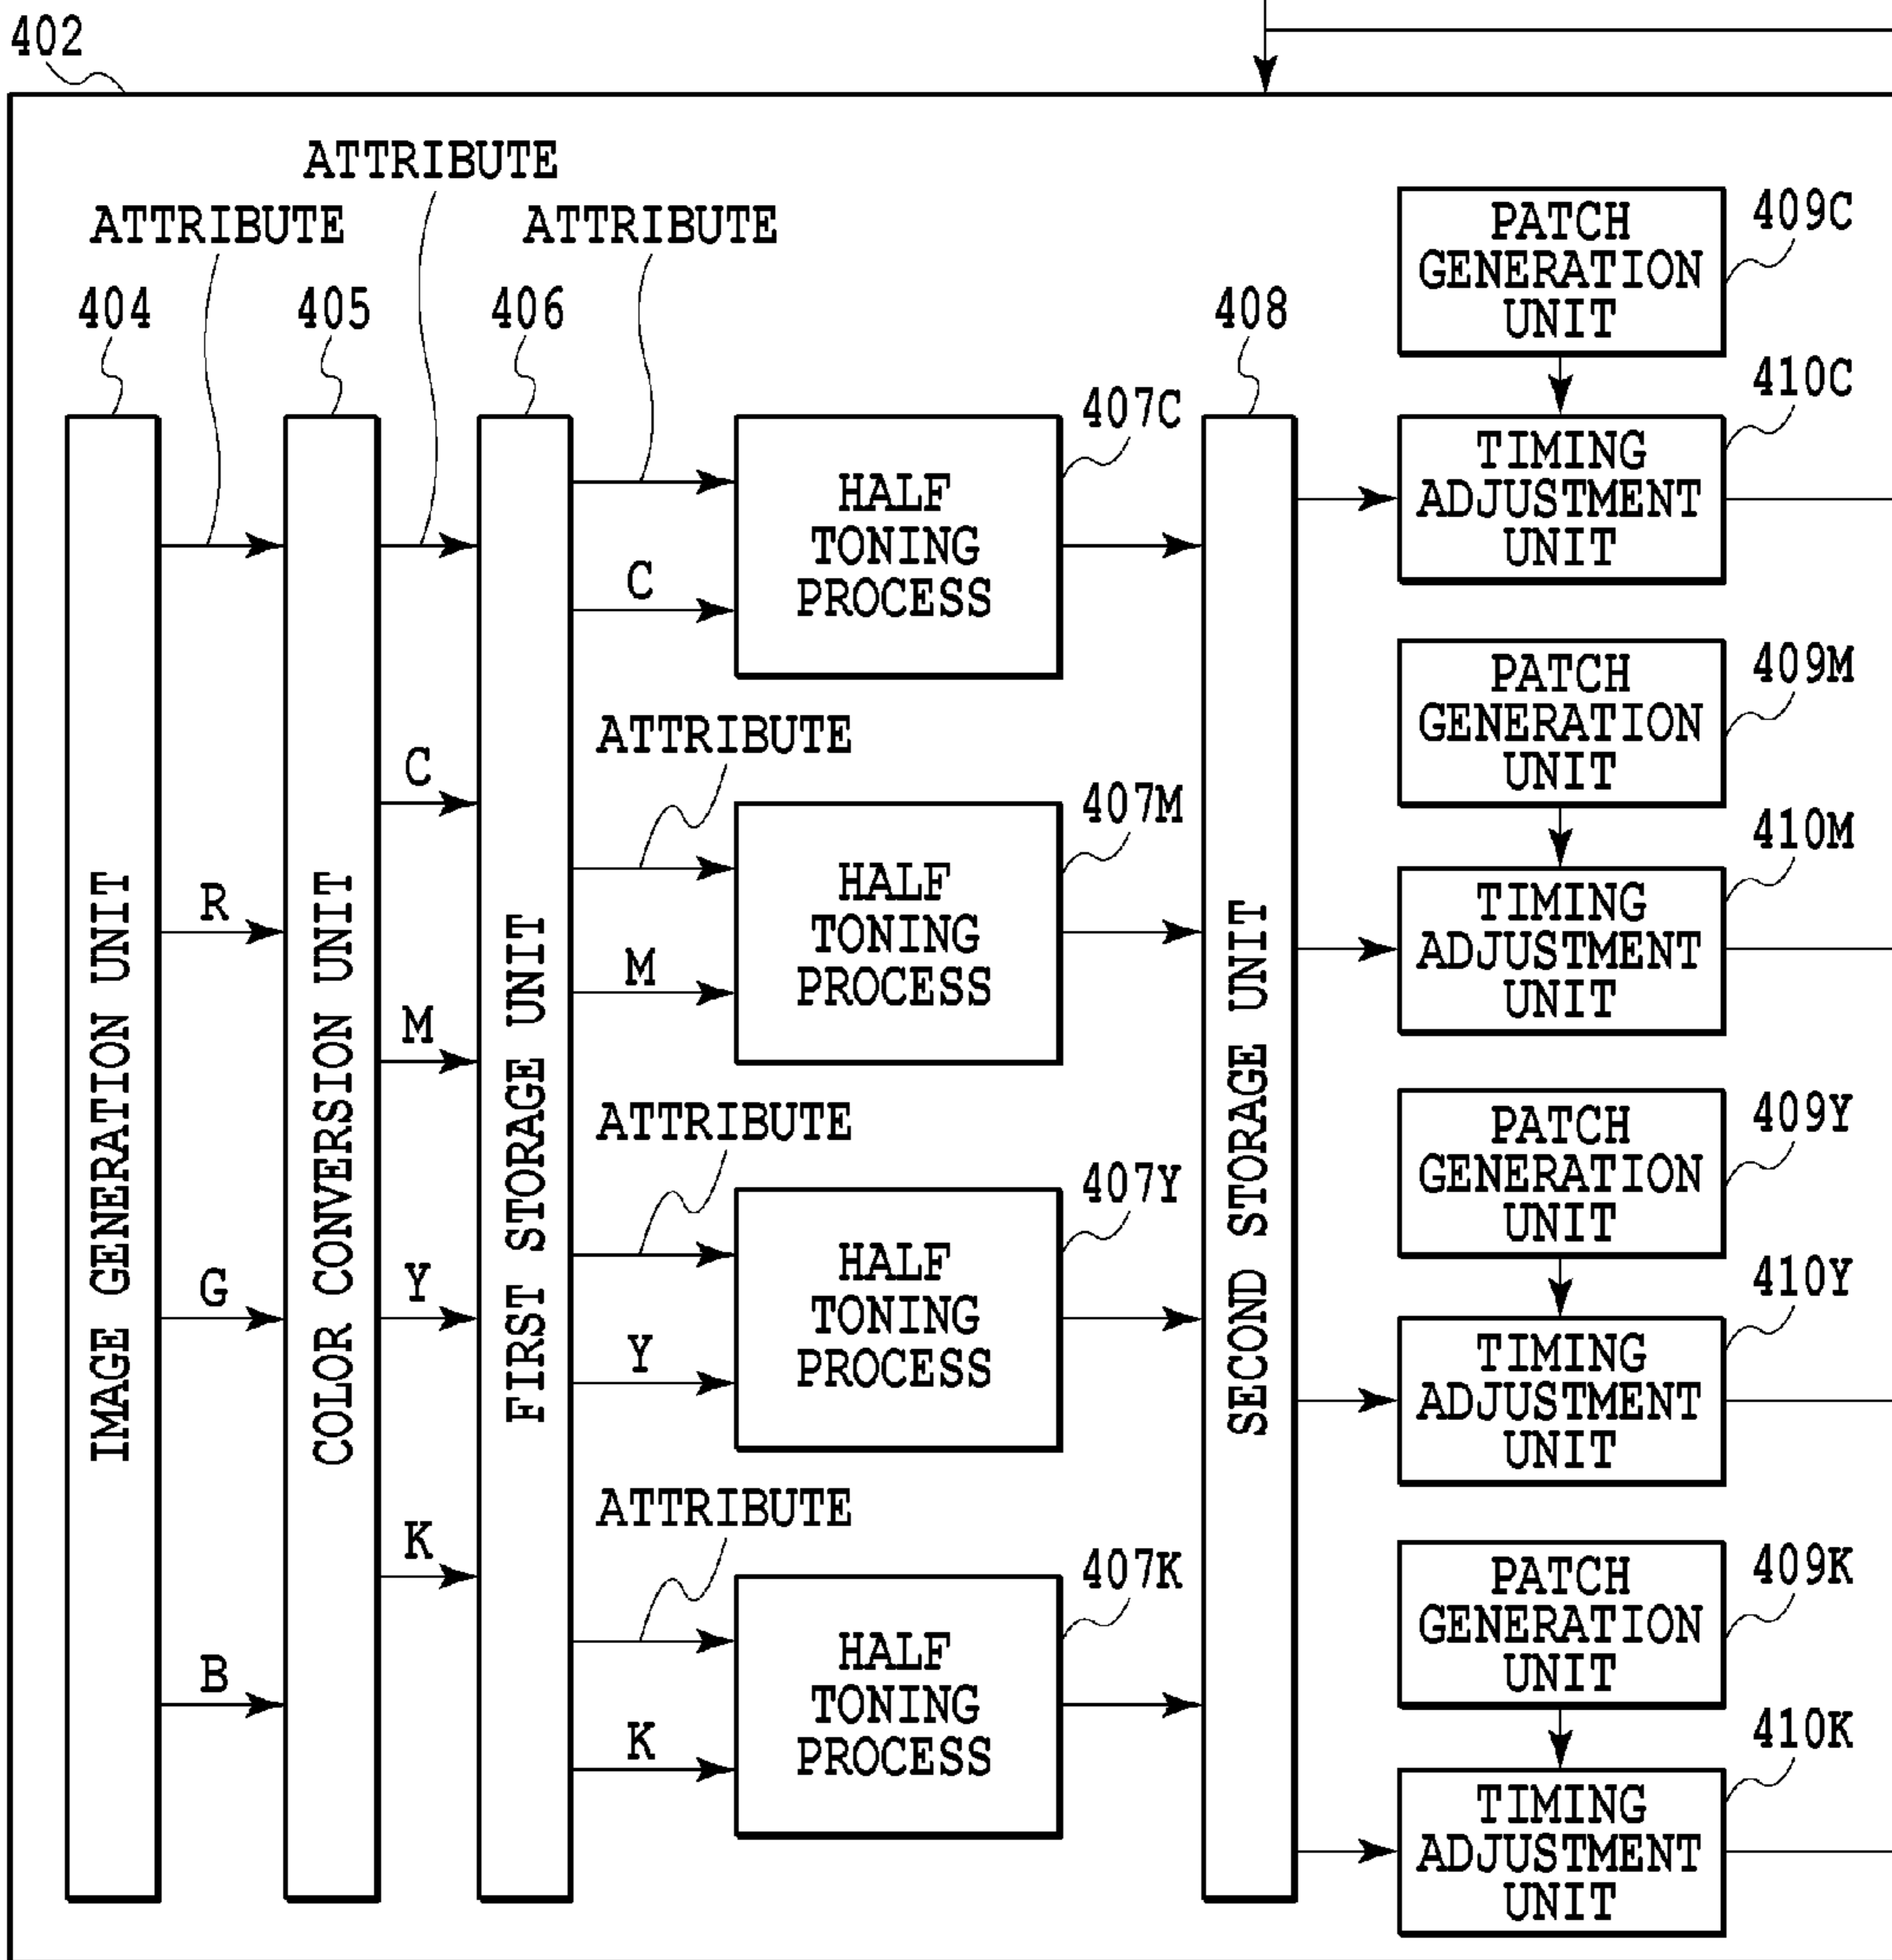 402
ATTRIBUTE
ATTRIBUTE
ATTRIBUTE
404
405
406
408
IMAGE GENERATION UNIT
R
G
B
COLOR CONVERSION UNIT
C
M
Y
K
FIRST STORAGE UNIT
C
407C
HALF
TONING
PROCESS
ATTRIBUTE
M
407M
HALF
TONING
PROCESS
ATTRIBUTE
Y
407Y
HALF
TONING
PROCESS
ATTRIBUTE
K
407K
HALF
TONING
PROCESS
SECOND STORAGE UNIT
PATCH
GENERATION
UNIT
409C
TIMING
ADJUSTMENT
UNIT
410C
PATCH
GENERATION
UNIT
409M
TIMING
ADJUSTMENT
UNIT
410M
PATCH
GENERATION
UNIT
409Y
TIMING
ADJUSTMENT
UNIT
410Y
PATCH
GENERATION
UNIT
409K
TIMING
ADJUSTMENT
UNIT
410K